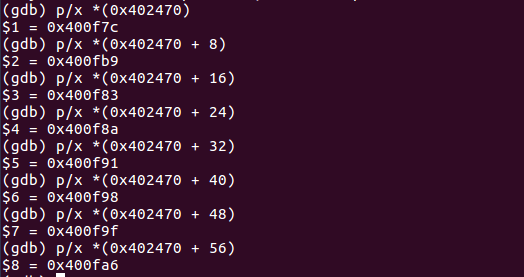 (gdb) p/x *(0x402470)
$1 = 0x400f7c
(gdb) p/x *(0x402470 + 8)
$2 = 0x400fb9
(gdb) p/x *(0x402470 + 16)
$3 = 0x400f83
(gdb) p/x *(0x402470 + 24)
$4 = 0x400f8a
(gdb) p/x *(0x402470 + 32)
$5 = 0x400f91
(gdb) p/x *(0x402470 + 40)
$6 = 0x400f98
(gdb) p/x *(0x402470 + 48)
$7 = 0x400f9f
(gdb) p/x *(0x402470 + 56)
$8 = 0x400fa6